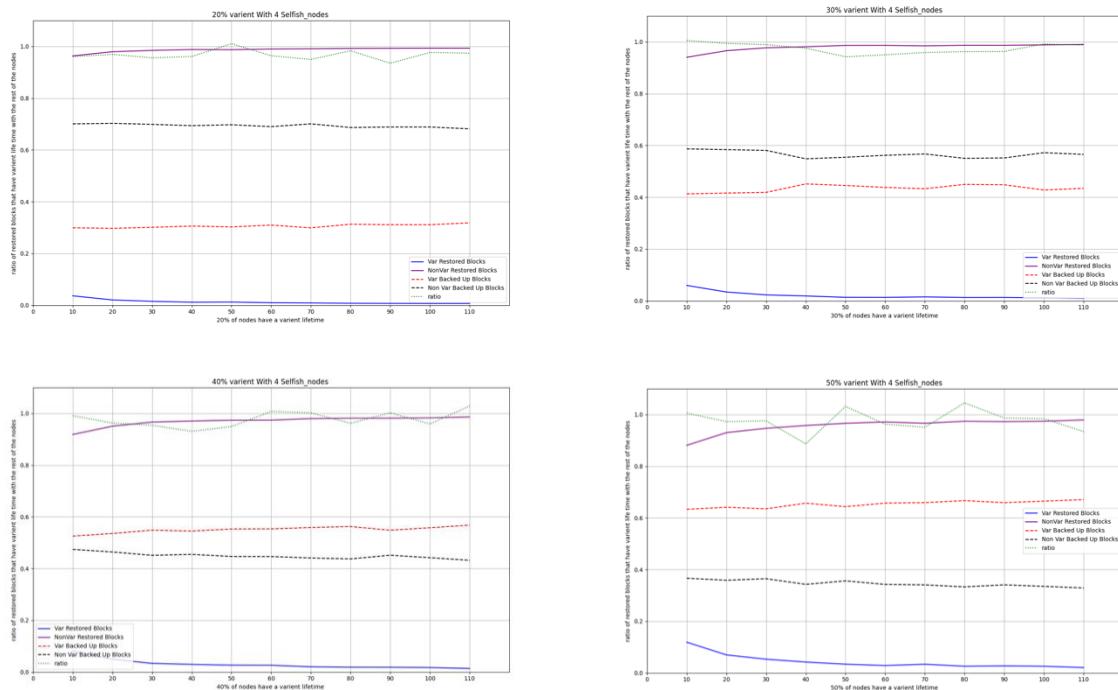 20% varient With 4 Selfish_nodes
ratio of restored blocks that have varient life time with the rest of the nodes
1.0
0.8
0.6
0.4
0.2
0.0
0 10 20 30 40 50 60 70 80 90 100 110
20% of nodes have a varient lifetime
Var Restored Blocks
NonVar Restored Blocks
Var Backed Up Blocks
Non Var Backed Up Blocks
ratio
30% varient With 4 Selfish_nodes
ratio of restored blocks that have varient life time with the rest of the nodes
1.0
0.8
0.6
0.4
0.2
0.0
0 10 20 30 40 50 60 70 80 90 100 110
30% of nodes have a varient lifetime
Var Restored Blocks
NonVar Restored Blocks
Var Backed Up Blocks
Non Var Backed Up Blocks
ratio
40% varient With 4 Selfish_nodes
ratio of restored blocks that have varient life time with the rest of the nodes
1.0
0.8
0.6
0.4
0.2
0.0
0 10 20 30 40 50 60 70 80 90 100 110
40% of nodes have a varient lifetime
Var Restored Blocks
NonVar Restored Blocks
Var Backed Up Blocks
Non Var Backed Up Blocks
ratio
50% varient With 4 Selfish_nodes
ratio of restored blocks that have varient life time with the rest of the nodes
1.0
0.8
0.6
0.4
0.2
0.0
0 10 20 30 40 50 60 70 80 90 100 110
50% of nodes have a varient lifetime
Var Restored Blocks
NonVar Restored Blocks
Var Backed Up Blocks
Non Var Backed Up Blocks
ratio